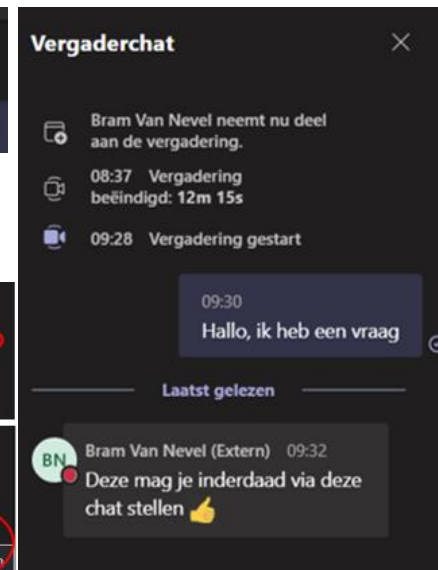 Vergaderchat
Bram Van Nevel neemt nu deel
aan de vergadering.
08:37 Vergadering
beëindigd: 12m 15s
09:28 Vergadering gestart
09:30
Hallo, ik heb een vraag
Laatst gelezen
BN
Bram Van Nevel (Extern) 09:32
Deze mag je inderdaad via deze
chat stellen 👍